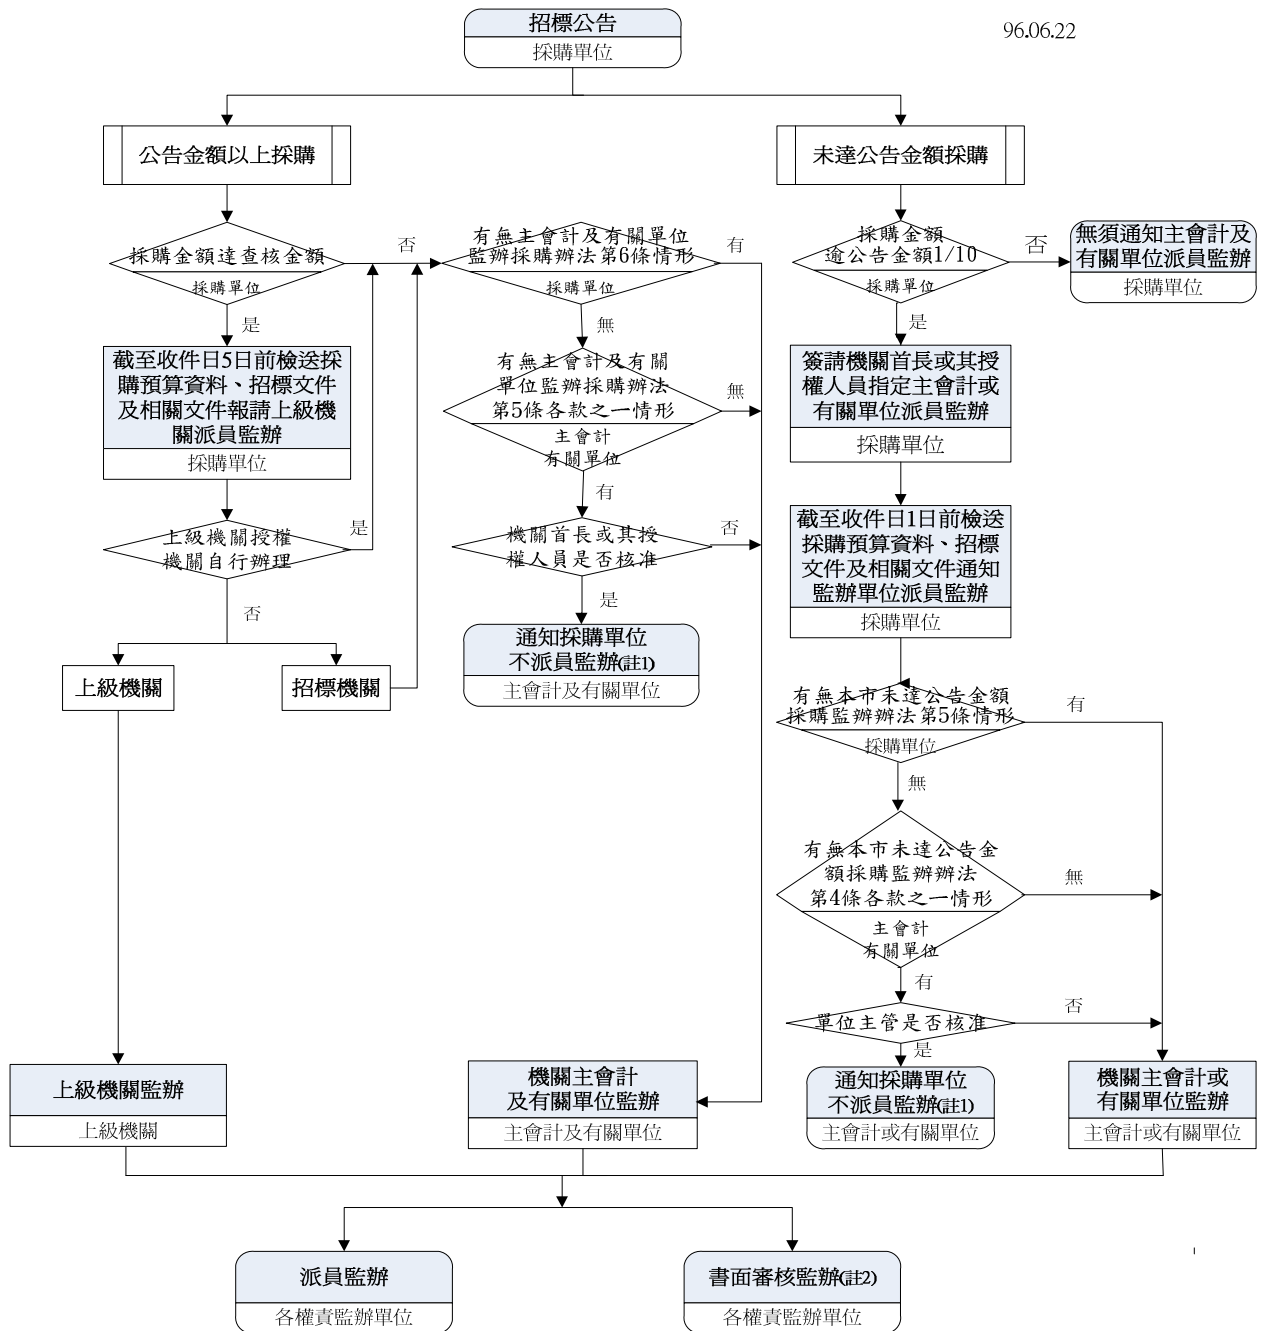 招標公告
採購單位
96.06.22
公告金額以上採購
未達公告金額採購
採購金額達查核金額
採購單位
否
是
有無主會計及有關單位
監辦採購辦法第6條情形
採購單位
有
無
採購金額
逾公告金額1/10
採購單位
否
是
無須通知主會計及
有關單位派員監辦
採購單位
截至收件日5日前檢送採
購預算資料、招標文件
及相關文件報請上級機
關派員監辦
採購單位
有無主會計及有關
單位監辦採購辦法
第5條各款之一情形
主會計
有關單位
無
有
簽請機關首長或其授
權人員指定主會計或
有關單位派員監辦
採購單位
上級機關授權
機關自行辦理
是
否
機關首長或其授
權人員是否核准
否
是
截至收件日1日前檢送
採購預算資料、招標
文件及相關文件通知
監辦單位派員監辦
採購單位
上級機關
招標機關
通知採購單位
不派員監辦(註1)
主會計及有關單位
有無本市未達公告金額
採購監辦辦法第5條情形
採購單位
有
無
有無本市未達公告金
額採購監辦辦法
第4條各款之一情形
主會計
有關單位
無
有
單位主管是否核准
否
是
上級機關監辦
上級機關
機關主會計
及有關單位監辦
主會計及有關單位
通知採購單位
不派員監辦(註1)
主會計或有關單位
機關主會計或
有關單位監辦
主會計或有關單位
派員監辦
各權責監辦單位
書面審核監辦(註2)
各權責監辦單位